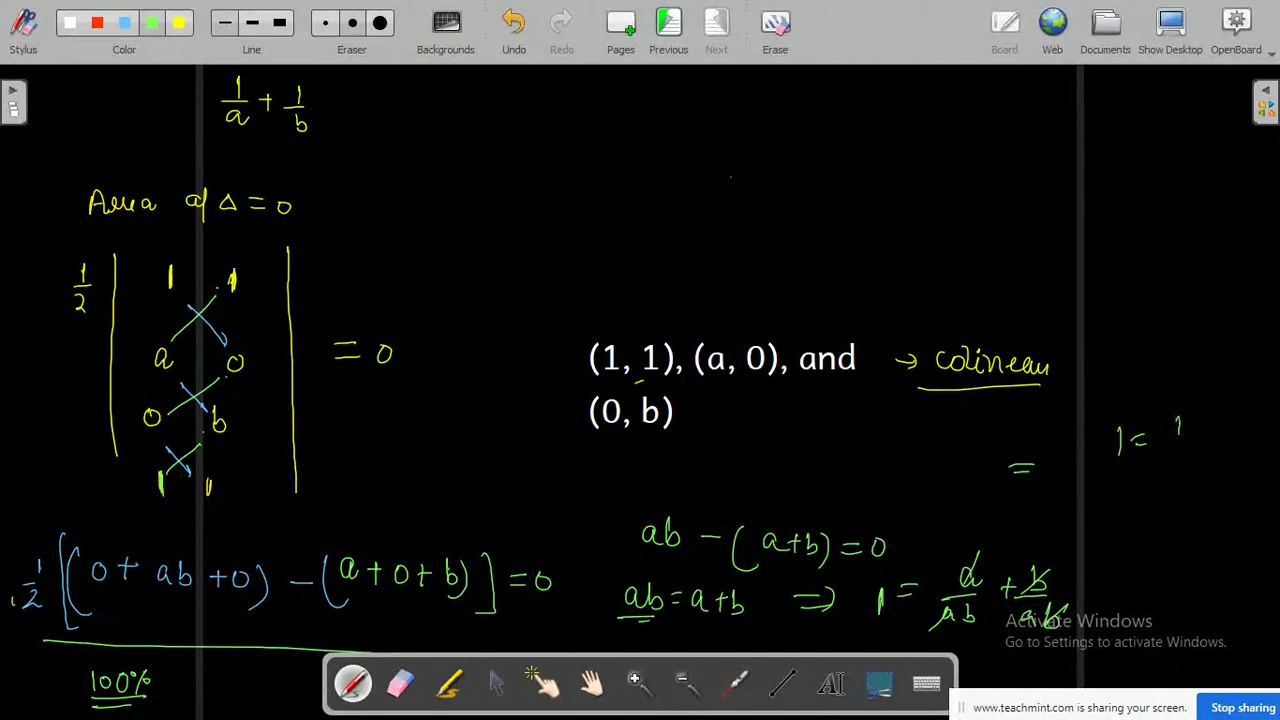 Stylus Color Line Eraser Backgrounds Undo Redo Pages Previous Next Erase Board Web Documents Show Desktop OpenBoard
1/a + 1/b
Area of Δ = 0
1/2 | 1 1
a 0
0 b
1 1 | = 0
(1, 1), (a, 0), and → colinear
(0, b)
1 = 1
=
ab - (a+b) = 0
1/2 [(0 + ab + 0) - (a + 0 + b)] = 0
ab = a+b ⇒ 1 = a/ab + b/ab
Activate Windows
Go to Settings to activate Windows.
100%
AI
www.teachmint.com is sharing your screen. Stop sharing